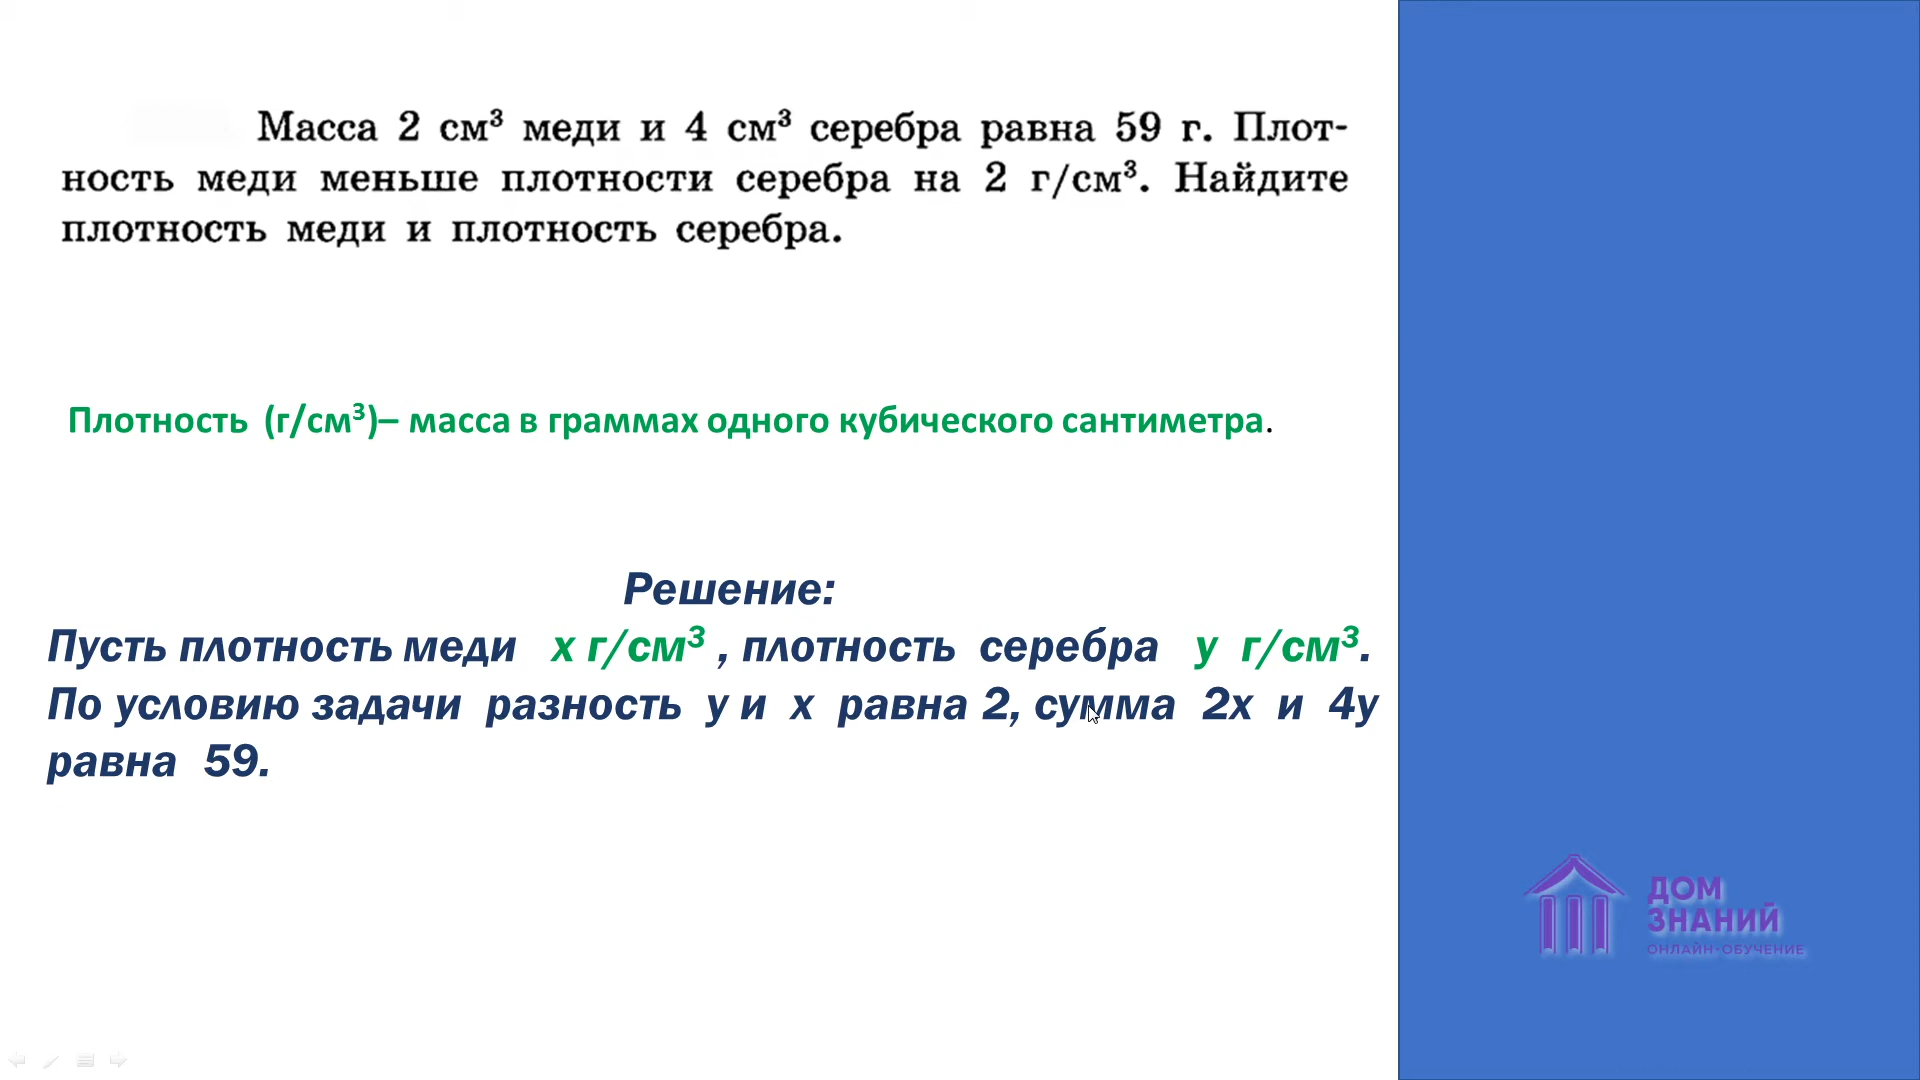 Масса 2 см³ меди и 4 см³ серебра равна 59 г. Плот-
ность меди меньше плотности серебра на 2 г/см³. Найдите
плотность меди и плотность серебра.
Плотность (г/см³)– масса в граммах одного кубического сантиметра.
Решение:
Пусть плотность меди х г/см³ , плотность серебра у г/см³.
По условию задачи разность у и х равна 2, сумма 2х и 4у
равна 59.
ДОМ
ЗНАНИЙ
ОНЛАЙН-ОБУЧЕНИЕ